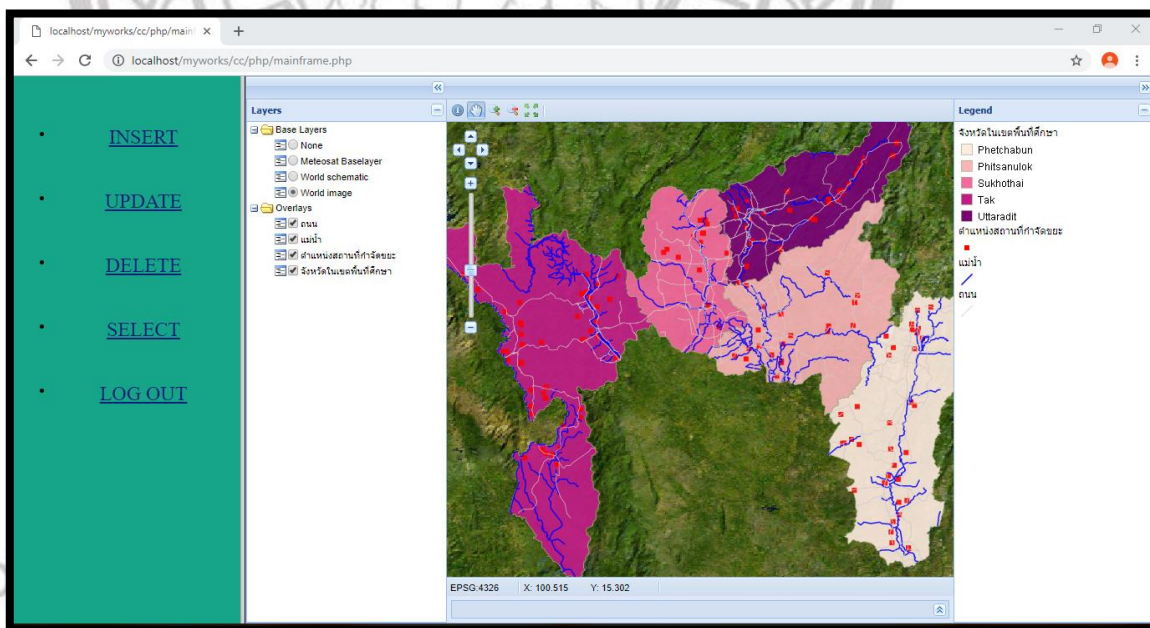 localhost/myworks/cc/php/main
localhost/myworks/cc/php/mainframe.php
INSERT
UPDATE
DELETE
SELECT
LOG OUT
Layers
Base Layers
None
Meteosat Baselayer
World schematic
World image
Overlays
ถนน
แม่น้ำ
ตำแหน่งสถานที่กำจัดขยะ
จังหวัดในเขตพื้นที่ศึกษา
EPSG:4326 X: 100.515 Y: 15.302
Legend
จังหวัดในเขตพื้นที่ศึกษา
Phetchabun
Phitsanulok
Sukhothai
Tak
Uttaradit
ตำแหน่งสถานที่กำจัดขยะ
แม่น้ำ
ถนน